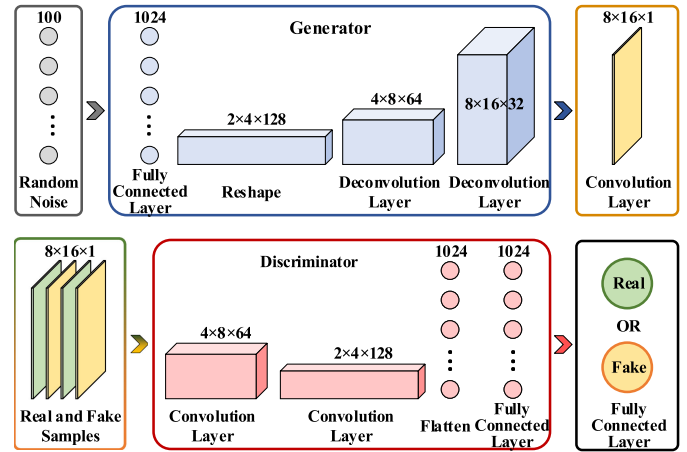 100
Random
Noise
1024
Generator
Fully
Connected
Layer
2×4×128
Reshape
4×8×64
Deconvolution
Layer
8×16×32
Deconvolution
Layer
8×16×1
Convolution
Layer
8×16×1
Real and Fake
Samples
Discriminator
4×8×64
Convolution
Layer
2×4×128
Convolution
Layer
1024
Flatten
1024
Fully
Connected
Layer
Real
OR
Fake
Fully
Connected
Layer